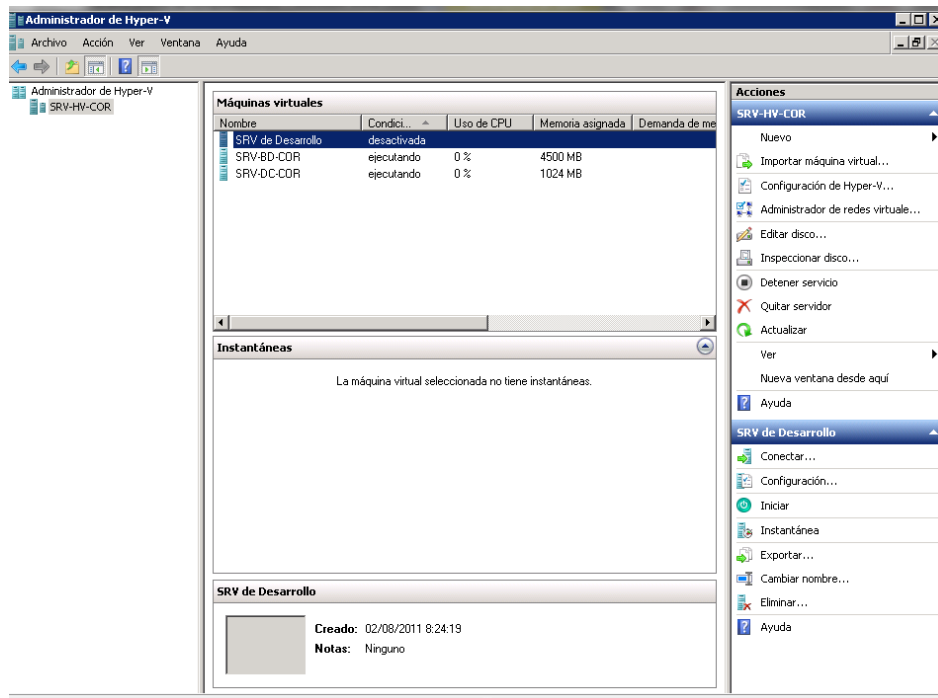 Administrador de Hyper-V
Archivo Acción Ver Ventana Ayuda
Administrador de Hyper-V
SRV-HV-COR
Máquinas virtuales
Nombre Condici... Uso de CPU Memoria asignada Demanda de me
SRV de Desarrollo desactivada
SRV-BD-COR ejecutando 0 % 4500 MB
SRV-DC-COR ejecutando 0 % 1024 MB
Instantáneas
La máquina virtual seleccionada no tiene instantáneas.
SRV de Desarrollo
Creado: 02/08/2011 8:24:19
Notas: Ninguno
Acciones
SRV-HV-COR
Nuevo
Importar máquina virtual...
Configuración de Hyper-V...
Administrador de redes virtuale...
Editar disco...
Inspeccionar disco...
Detener servicio
Quitar servidor
Actualizar
Ver
Nueva ventana desde aquí
Ayuda
SRV de Desarrollo
Conectar...
Configuración...
Iniciar
Instantánea
Exportar...
Cambiar nombre...
Eliminar...
Ayuda